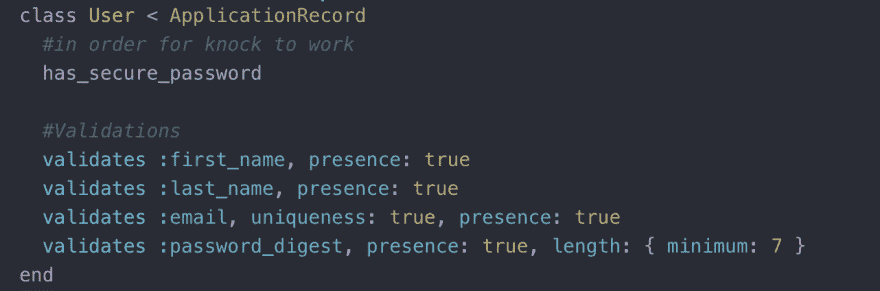 class User < ApplicationRecord
#in order for knock to work
has_secure_password
#Validations
validates :first_name, presence: true
validates :last_name, presence: true
validates :email, uniqueness: true, presence: true
validates :password_digest, presence: true, length: { minimum: 7 }
end